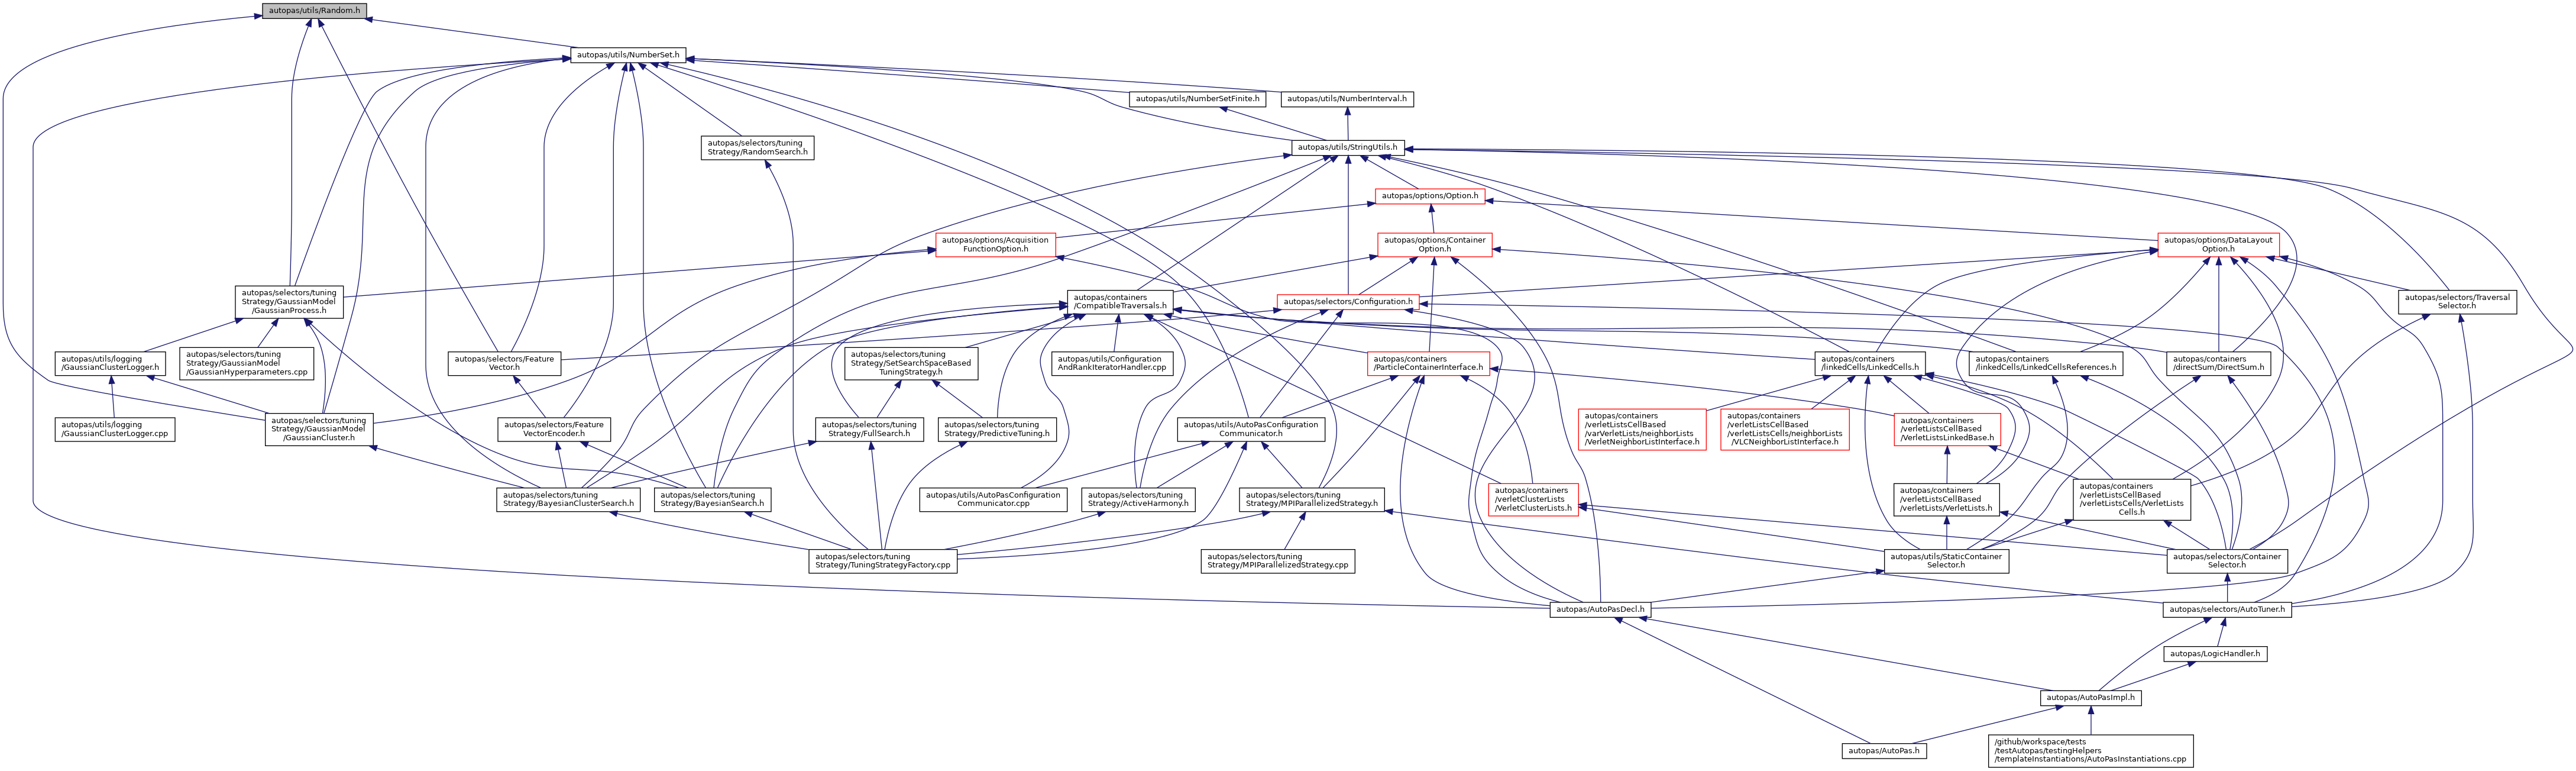 autopas/utils/Random.h
autopas/utils/NumberSet.h
autopas/utils/NumberSetFinite.h
autopas/utils/NumberInterval.h
autopas/selectors/tuning
Strategy/RandomSearch.h
autopas/utils/StringUtils.h
autopas/options/Option.h
autopas/options/Acquisition
FunctionOption.h
autopas/options/Container
Option.h
autopas/options/DataLayout
Option.h
autopas/selectors/tuning
Strategy/GaussianModel
/GaussianProcess.h
autopas/containers
/CompatibleTraversals.h
autopas/selectors/Configuration.h
autopas/selectors/Traversal
Selector.h
autopas/utils/logging
/GaussianClusterLogger.h
autopas/selectors/tuning
Strategy/GaussianModel
/GaussianHyperparameters.cpp
autopas/selectors/Feature
Vector.h
autopas/selectors/tuning
Strategy/SetSearchSpaceBased
TuningStrategy.h
autopas/utils/Configuration
AndRankIteratorHandler.cpp
autopas/containers
/ParticleContainerInterface.h
autopas/containers
/linkedCells/LinkedCells.h
autopas/containers
/linkedCells/LinkedCellsReferences.h
autopas/containers
/directSum/DirectSum.h
autopas/utils/logging
/GaussianClusterLogger.cpp
autopas/selectors/tuning
Strategy/GaussianModel
/GaussianCluster.h
autopas/selectors/Feature
VectorEncoder.h
autopas/selectors/tuning
Strategy/FullSearch.h
autopas/selectors/tuning
Strategy/PredictiveTuning.h
autopas/utils/AutoPasConfiguration
Communicator.h
autopas/containers
/verletListsCellBased
/varVerletLists/neighborLists
/VerletNeighborListInterface.h
autopas/containers
/verletListsCellBased
/verletListsCells/neighborLists
/VLCNeighborListInterface.h
autopas/containers
/verletListsCellBased
/VerletListsLinkedBase.h
autopas/selectors/tuning
Strategy/BayesianClusterSearch.h
autopas/selectors/tuning
Strategy/BayesianSearch.h
autopas/utils/AutoPasConfiguration
Communicator.cpp
autopas/selectors/tuning
Strategy/ActiveHarmony.h
autopas/selectors/tuning
Strategy/MPIParallelizedStrategy.h
autopas/containers
/verletClusterLists
/VerletClusterLists.h
autopas/containers
/verletListsCellBased
/verletLists/VerletLists.h
autopas/containers
/verletListsCellBased
/verletListsCells/VerletLists
Cells.h
autopas/selectors/tuning
Strategy/TuningStrategyFactory.cpp
autopas/selectors/tuning
Strategy/MPIParallelizedStrategy.cpp
autopas/utils/StaticContainer
Selector.h
autopas/selectors/Container
Selector.h
autopas/AutoPasDecl.h
autopas/selectors/AutoTuner.h
autopas/LogicHandler.h
autopas/AutoPasImpl.h
autopas/AutoPas.h
/github/workspace/tests
/testAutopas/testingHelpers
/templateInstantiations/AutoPasInstantiations.cpp